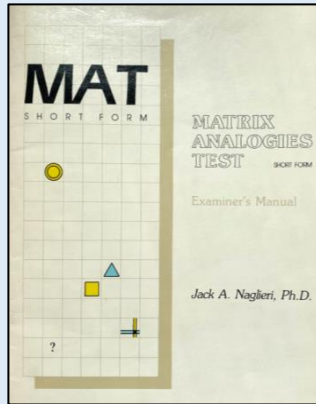 MAT
SHORT FORM
?
MATRIX
ANALOGIES
TEST SHORT FORM
Examiner's Manual
Jack A. Naglieri, Ph.D.